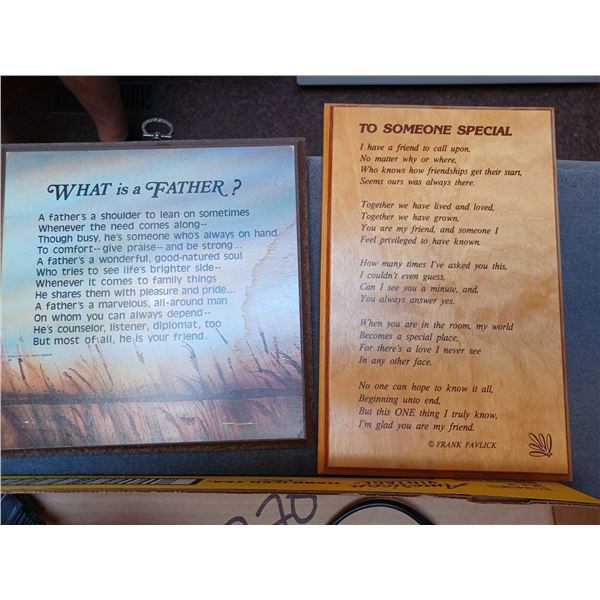 WHAT is a FATHER?
A father's a shoulder to lean on sometimes
Whenever the need comes along--
Though busy, he's someone who's always on hand
To comfort-- give praise-- and be strong...
A father's a wonderful, good-natured soul
Who tries to see life's brighter side--
Whenever it comes to family things
He shares them with pleasure and pride...
A father's a marvelous, all-around man
On whom you can always depend--
He's counselor, listener, diplomat, too
But most of all, he is your friend.
TO SOMEONE SPECIAL
I have a friend to call upon,
No matter why or where,
Who knows how friendships get their start,
Seems ours was always there.
Together we have lived and loved,
Together we have grown,
You are my friend, and someone I
Feel privileged to have known.
How many times I've asked you this,
I couldn't even guess,
Can I see you a minute, and,
You always answer yes.
When you are in the room, my world
Becomes a special place,
For there's a love I never see
In any other face.
No one can hope to know it all,
Beginning unto end,
But this ONE thing I truly know,
I'm glad you are my friend.
© FRANK PAVLICK